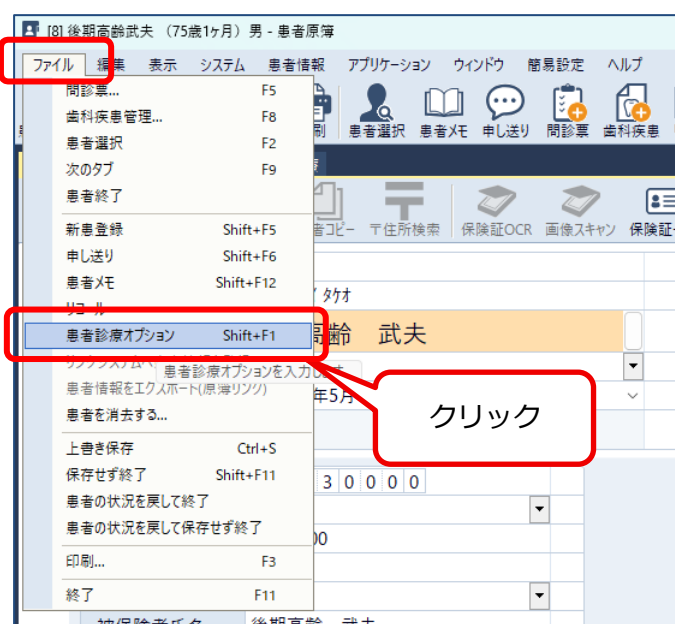 [8] 後期高齢武夫 (75歳1ヶ月) 男 - 患者原簿
ファイル 編集 表示 システム 患者情報 アプリケーション ウィンドウ 簡易設定 ヘルプ
問診票... F5
歯科疾患管理... F8
患者選択 F2
次のタブ F9
患者終了
刷 患者選択 患者メモ 申し送り 問診票 歯科疾患
新患登録 Shift+F5
申し送り Shift+F6
患者メモ Shift+F12
リコール
患者診療オプション Shift+F1
者コピー 〒住所検索 保険証OCR 画像スキャン 保険証
タケオ
高齢 武夫
患者診療オプションを入力します
患者情報をエクスポート(原簿リンク)
患者を消去する...
年5月
クリック
上書き保存 Ctrl+S
保存せず終了 Shift+F11
患者の状況を戻して終了
患者の状況を戻して保存せず終了
印刷... F3
終了 F11
3 0 0 0 0
00
被保険者氏名 後期高齢 武夫